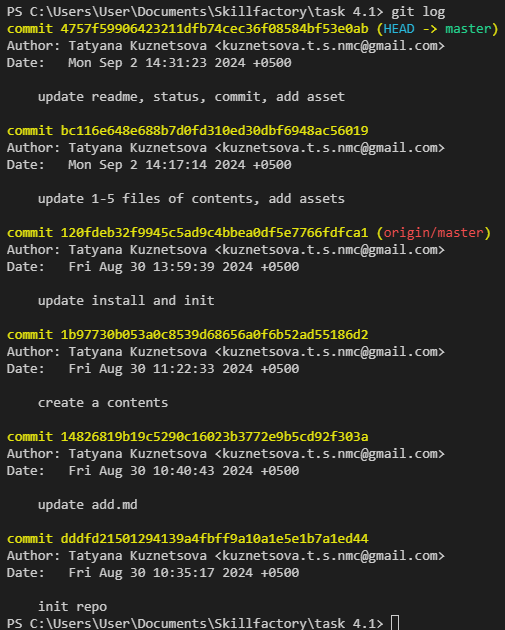 PS C:\Users\User\Documents\Skillfactory\task 4.1> git log
commit 4757f59906423211dfb74cec36f08584bf53e0ab (HEAD -> master)
Author: Tatyana Kuznetsova <kuznetsova.t.s.nmc@gmail.com>
Date:   Mon Sep 2 14:31:23 2024 +0500

    update readme, status, commit, add asset

commit bc116e648e688b7d0fd310ed30dbf6948ac56019
Author: Tatyana Kuznetsova <kuznetsova.t.s.nmc@gmail.com>
Date:   Mon Sep 2 14:17:14 2024 +0500

    update 1-5 files of contents, add assets

commit 120fdeb32f9945c5ad9c4bbea0df5e7766fdfca1 (origin/master)
Author: Tatyana Kuznetsova <kuznetsova.t.s.nmc@gmail.com>
Date:   Fri Aug 30 13:59:39 2024 +0500

    update install and init

commit 1b97730b053a0c8539d68656a0f6b52ad55186d2
Author: Tatyana Kuznetsova <kuznetsova.t.s.nmc@gmail.com>
Date:   Fri Aug 30 11:22:33 2024 +0500

    create a contents

commit 14826819b19c5290c16023b3772e9b5cd92f303a
Author: Tatyana Kuznetsova <kuznetsova.t.s.nmc@gmail.com>
Date:   Fri Aug 30 10:40:43 2024 +0500

    update add.md

commit dddfd21501294139a4fbff9a10a1e5e1b7a1ed44
Author: Tatyana Kuznetsova <kuznetsova.t.s.nmc@gmail.com>
Date:   Fri Aug 30 10:35:17 2024 +0500

    init repo
PS C:\Users\User\Documents\Skillfactory\task 4.1>